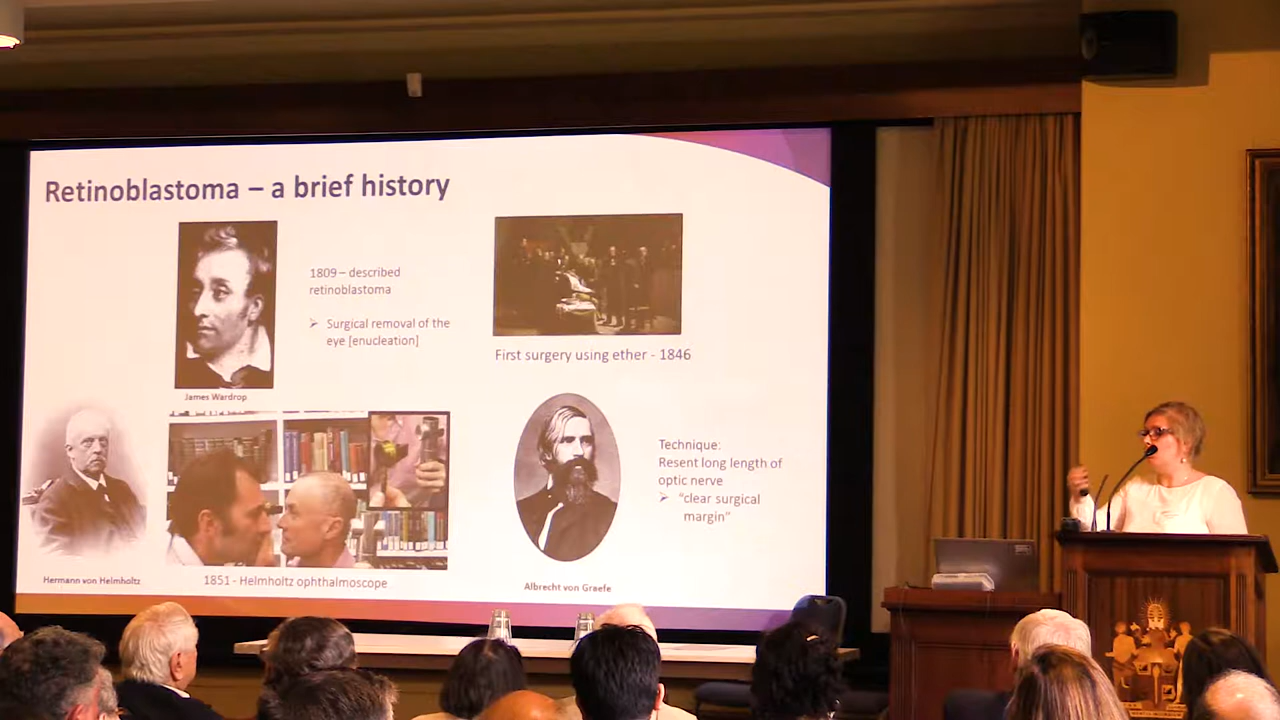 Retinoblastoma – a brief history
1809 – described
retinoblastoma
➢ Surgical removal of the
eye [enucleation]
James Wardrop
First surgery using ether - 1846
Technique:
Resent long length of
optic nerve
➢ "clear surgical
margin"
Hermann von Helmholtz
1851 - Helmholtz ophthalmoscope
Albrecht von Graefe